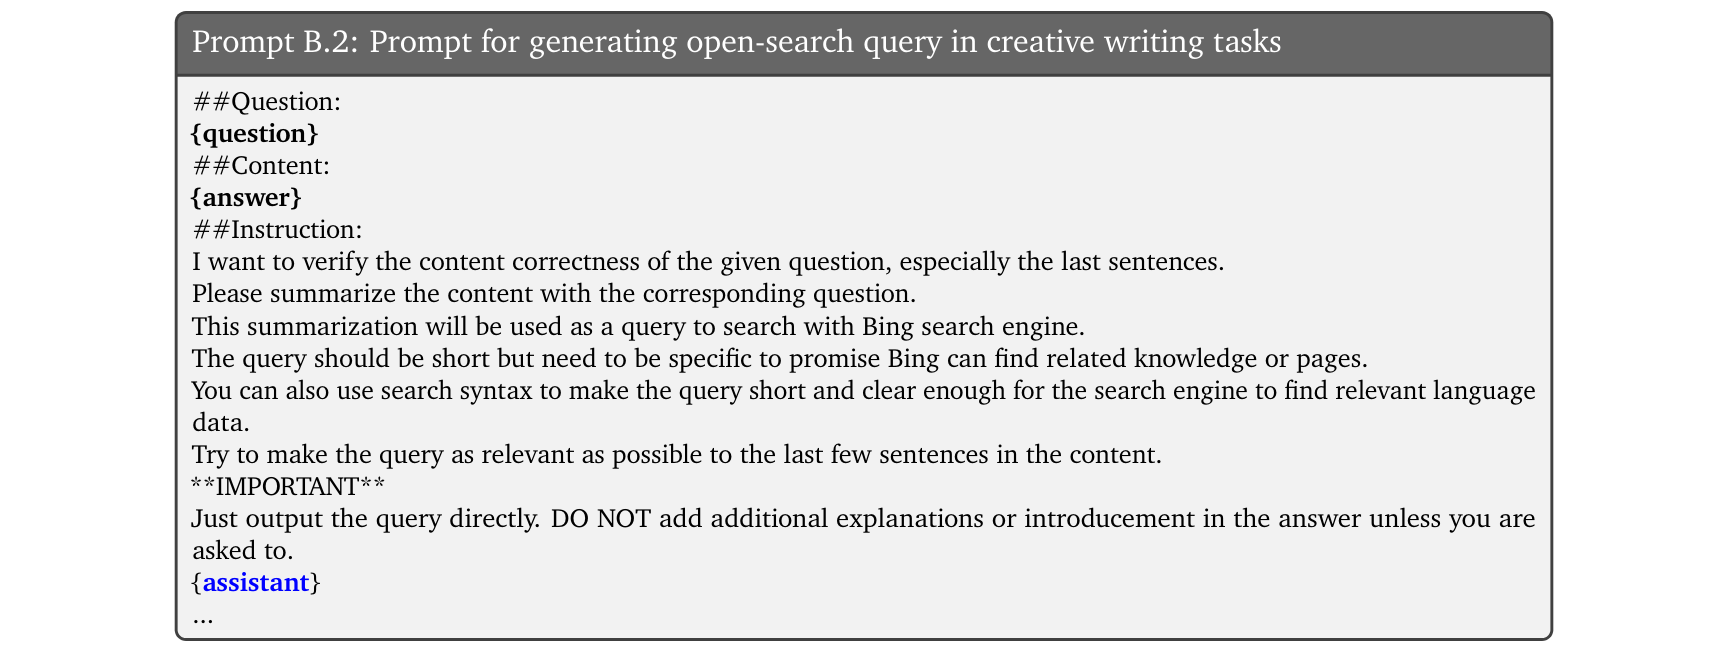 Prompt B.2: Prompt for generating open-search query in creative writing tasks
##Question:
{question}
##Content:
{answer}
##Instruction:
I want to verify the content correctness of the given question, especially the last sentences.
Please summarize the content with the corresponding question.
This summarization will be used as a query to search with Bing search engine.
The query should be short but need to be specific to promise Bing can find related knowledge or pages.
You can also use search syntax to make the query short and clear enough for the search engine to find relevant language
data.
Try to make the query as relevant as possible to the last few sentences in the content.
**IMPORTANT**
Just output the query directly. DO NOT add additional explanations or introducement in the answer unless you are
asked to.
{assistant}
...